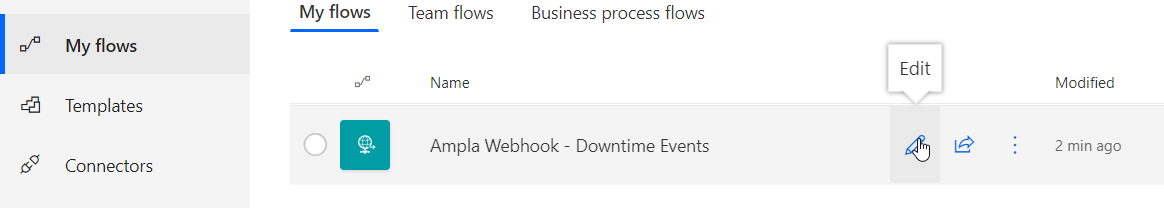 My flows Team flows Business process flows
My flows
Edit
Name Modified
Templates
Ampla Webhook - Downtime Events 2 min ago
Connectors